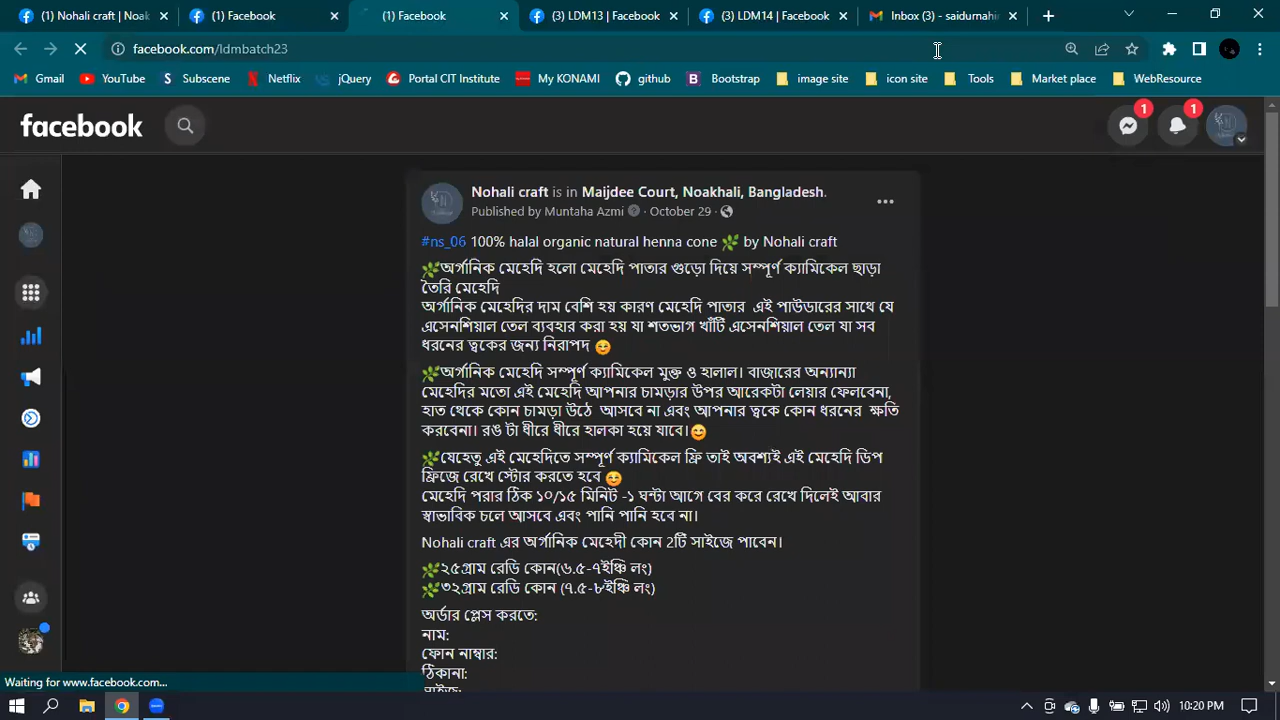 (1) Nohali craft | Noak
(1) Facebook
(1) Facebook
(3) LDM13 | Facebook
(3) LDM14 | Facebook
Inbox (3) - saidurnahi
facebook.com/ldmbatch23
Gmail
YouTube
Subscene
Netflix
jQuery
Portal CIT Institute
My KONAMI
github
Bootstrap
image site
icon site
Tools
Market place
WebResource
facebook
1
1
Nohali craft is in Maijdee Court, Noakhali, Bangladesh.
Published by Muntaha Azmi
October 29
#ns_06 100% halal organic natural henna cone 🌿 by Nohali craft
🌿অর্গানিক মেহেদি হলো মেহেদি পাতার গুড়ো দিয়ে সম্পূর্ণ ক্যামিকেল ছাড়া
তৈরি মেহেদি
অর্গানিক মেহেদির দাম বেশি হয় কারণ মেহেদি পাতার এই পাউডারের সাথে যে
এসেনশিয়াল তেল ব্যবহার করা হয় যা শতভাগ খাঁটি এসেনশিয়াল তেল যা সব
ধরনের ত্বকের জন্য নিরাপদ 😊
🌿অর্গানিক মেহেদি সম্পূর্ণ ক্যামিকেল মুক্ত ও হালাল। বাজারের অন্যান্যা
মেহেদির মতো এই মেহেদি আপনার চামড়ার উপর আরেকটা লেয়ার ফেলবেনা,
হাত থেকে কোন চামড়া উঠে আসবে না এবং আপনার ত্বকে কোন ধরনের ক্ষতি
করবেনা। রঙ টা ধীরে ধীরে হালকা হয়ে যাবে।😊
🌿যেহেতু এই মেহেদিতে সম্পূর্ণ ক্যামিকেল ফ্রি তাই অবশ্যই এই মেহেদি ডিপ
ফ্রিজে রেখে স্টোর করতে হবে 😊
মেহেদি পরার ঠিক ১০/১৫ মিনিট -১ ঘন্টা আগে বের করে রেখে দিলেই আবার
স্বাভাবিক চলে আসবে এবং পানি পানি হবে না।
Nohali craft এর অর্গানিক মেহেদী কোন 2টি সাইজে পাবেন।
🌿২৫গ্রাম রেডি কোন(৬.৫-৭ইঞ্চি লং)
🌿৩২গ্রাম রেডি কোন (৭.৫-৮ইঞ্চি লং)
অর্ডার প্লেস করতে:
নাম:
ফোন নাম্বার:
ঠিকানা:
Waiting for www.facebook.com...
10:20 PM